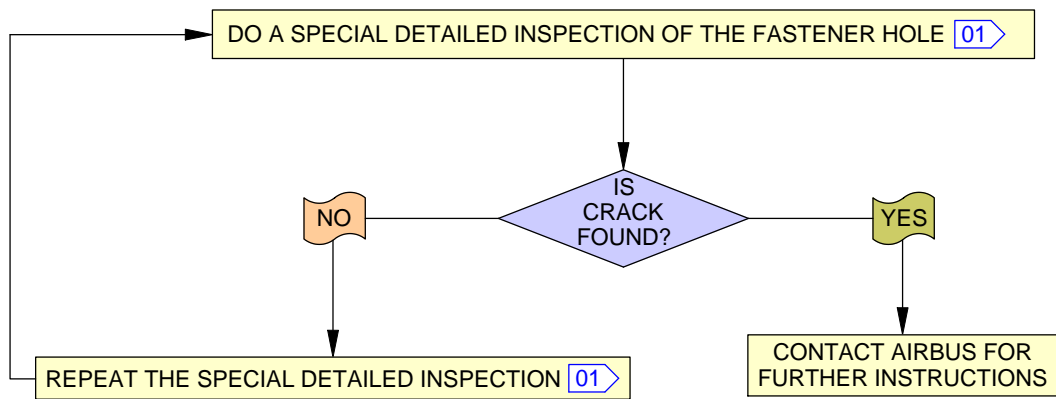 DO A SPECIAL DETAILED INSPECTION OF THE FASTENER HOLE 01
IS
CRACK
FOUND?
NO
YES
REPEAT THE SPECIAL DETAILED INSPECTION 01
CONTACT AIRBUS FOR
FURTHER INSTRUCTIONS